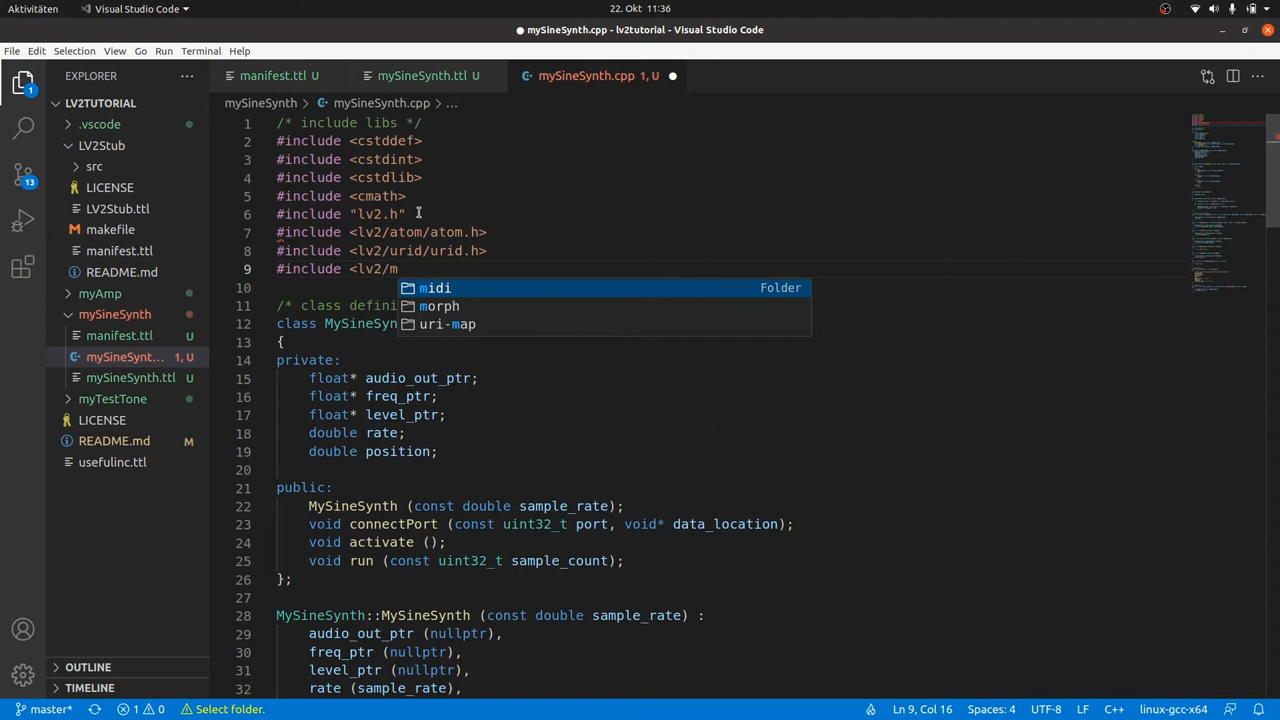 Aktivitäten
Visual Studio Code
22. Okt 11:36
mySineSynth.cpp - lv2tutorial - Visual Studio Code
File Edit Selection View Go Run Terminal Help
EXPLORER
manifest.ttl U
mySineSynth.ttl U
mySineSynth.cpp 1, U
LV2TUTORIAL
.vscode
LV2Stub
src
LICENSE
LV2Stub.ttl
makefile
manifest.ttl
README.md
myAmp
mySineSynth
manifest.ttl U
mySineSynt... 1, U
mySineSynth.ttl U
myTestTone
LICENSE
README.md M
usefulinc.ttl
OUTLINE
TIMELINE
1
13
mySineSynth > mySineSynth.cpp > ...
1 /* include libs */
2 #include <cstddef>
3 #include <cstdint>
4 #include <cstdlib>
5 #include <cmath>
6 #include "lv2.h"
7 #include <lv2/atom/atom.h>
8 #include <lv2/urid/urid.h>
9 #include <lv2/m
midi Folder
morph
uri-map
10
11 /* class defini
12 class MySineSyn
13 {
14 private:
15 float* audio_out_ptr;
16 float* freq_ptr;
17 float* level_ptr;
18 double rate;
19 double position;
20
21 public:
22 MySineSynth (const double sample_rate);
23 void connectPort (const uint32_t port, void* data_location);
24 void activate ();
25 void run (const uint32_t sample_count);
26 };
27
28 MySineSynth::MySineSynth (const double sample_rate) :
29 audio_out_ptr (nullptr),
30 freq_ptr (nullptr),
31 level_ptr (nullptr),
32 rate (sample_rate),
master* 1 0 Select folder. Ln 9, Col 16 Spaces: 4 UTF-8 LF C++ linux-gcc-x64